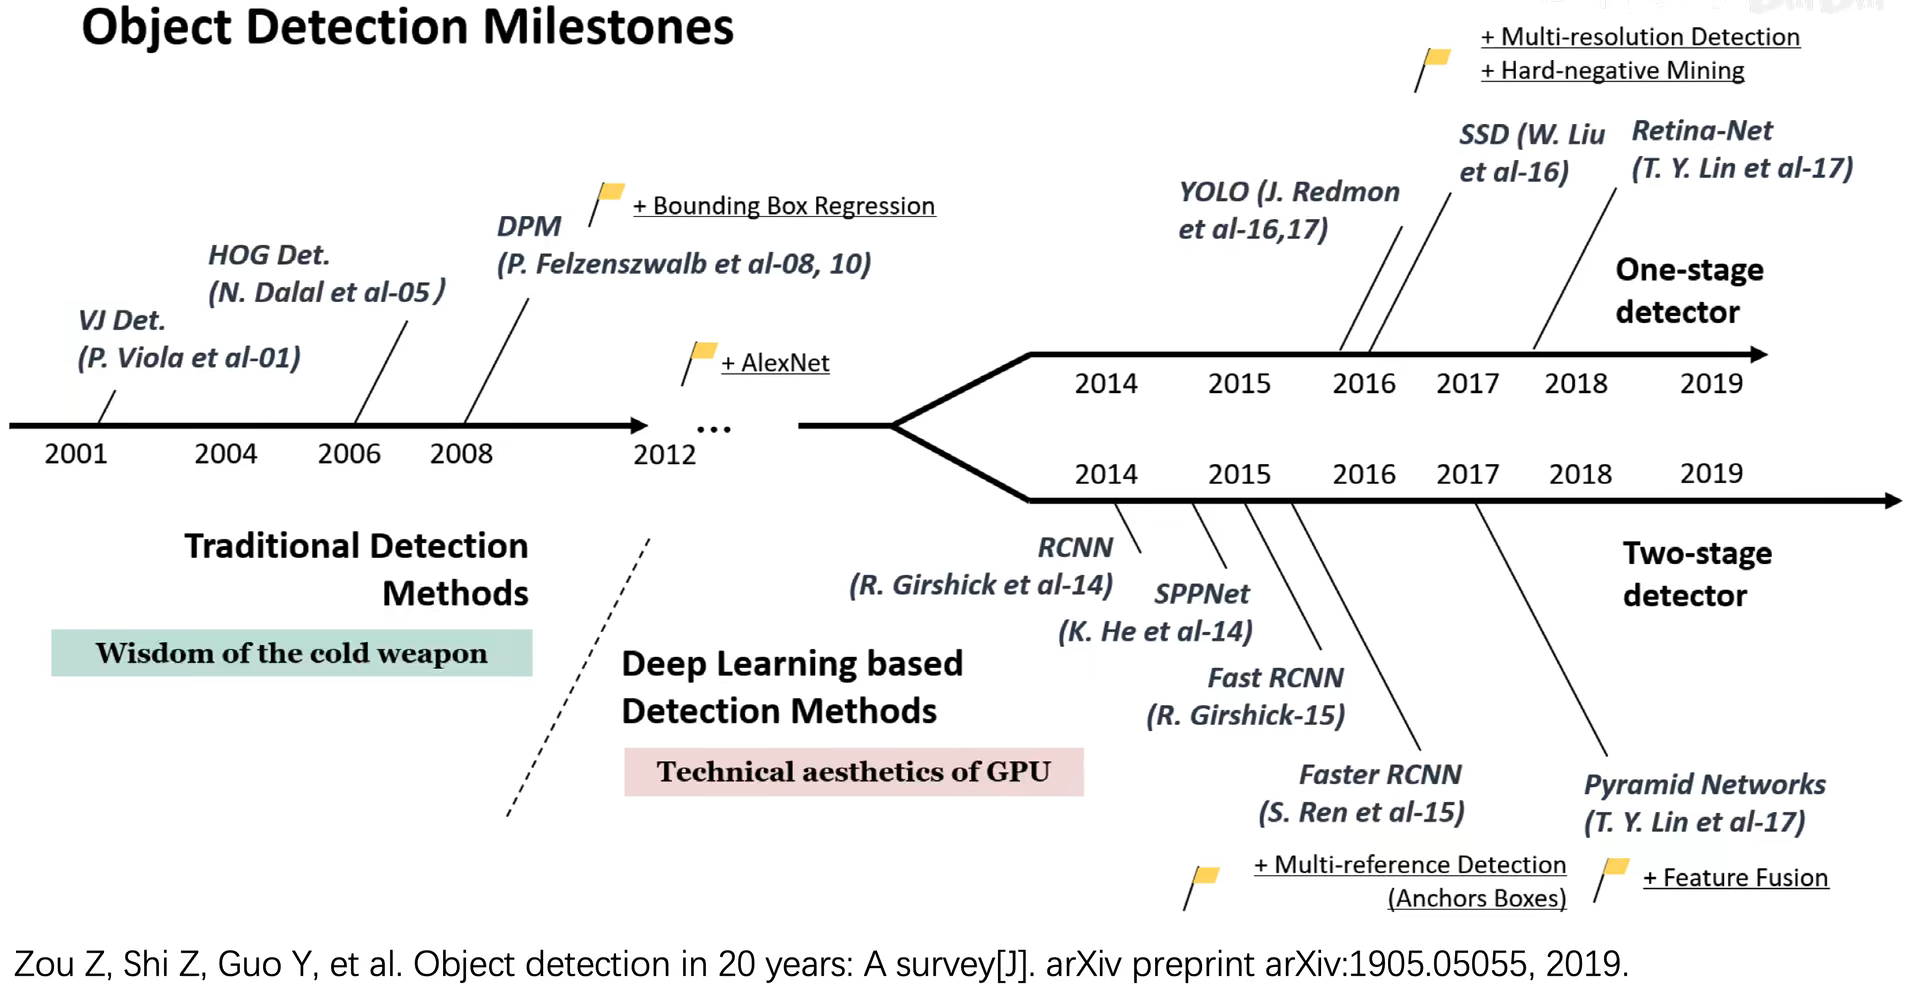 Object Detection Milestones
+ Multi-resolution Detection
+ Hard-negative Mining
SSD (W. Liu
et al-16)
Retina-Net
(T. Y. Lin et al-17)
YOLO (J. Redmon
et al-16,17)
+ Bounding Box Regression
DPM
(P. Felzenszwalb et al-08, 10)
HOG Det.
(N. Dalal et al-05)
VJ Det.
(P. Viola et al-01)
+ AlexNet
One-stage
detector
2014 2015 2016 2017 2018 2019
...
2001 2004 2006 2008 2012
2014 2015 2016 2017 2018 2019
Traditional Detection
Methods
Wisdom of the cold weapon
Deep Learning based
Detection Methods
Technical aesthetics of GPU
RCNN
(R. Girshick et al-14)
SPPNet
(K. He et al-14)
Fast RCNN
(R. Girshick-15)
Faster RCNN
(S. Ren et al-15)
Two-stage
detector
Pyramid Networks
(T. Y. Lin et al-17)
+ Multi-reference Detection
(Anchors Boxes)
+ Feature Fusion
Zou Z, Shi Z, Guo Y, et al. Object detection in 20 years: A survey[J]. arXiv preprint arXiv:1905.05055, 2019.